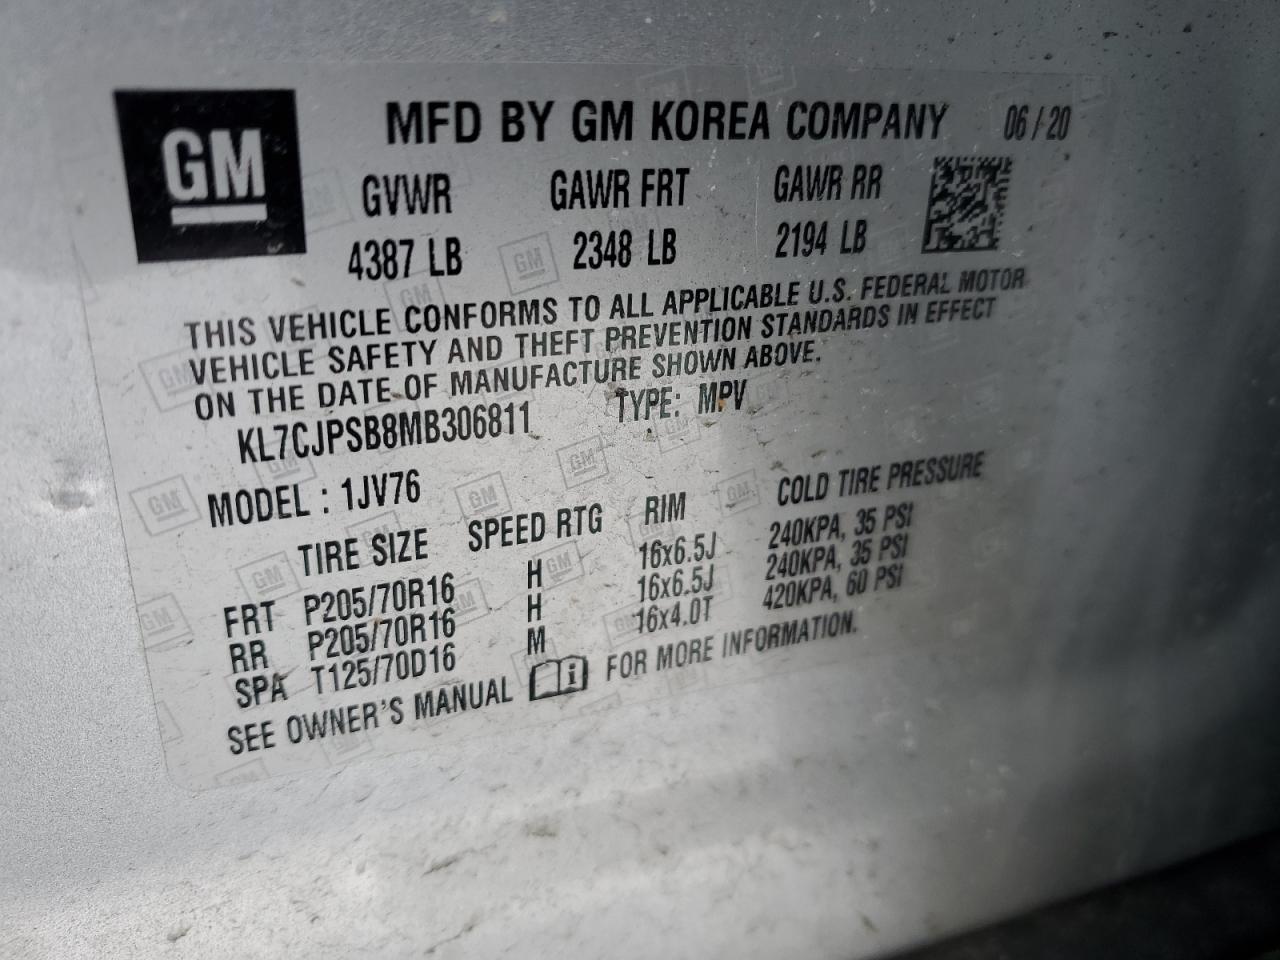 GM
MFD BY GM KOREA COMPANY 06/20
GVWR GAWR FRT GAWR RR
4387 LB 2348 LB 2194 LB
THIS VEHICLE CONFORMS TO ALL APPLICABLE U.S. FEDERAL MOTOR
VEHICLE SAFETY AND THEFT PREVENTION STANDARDS IN EFFECT
ON THE DATE OF MANUFACTURE SHOWN ABOVE.
KL7CJPSB8MB306811 TYPE: MPV
MODEL : 1JV76
TIRE SIZE SPEED RTG RIM COLD TIRE PRESSURE
FRT P205/70R16 H 16x6.5J 240KPA, 35 PSI
RR P205/70R16 H 16x6.5J 240KPA, 35 PSI
SPA T125/70D16 M 16x4.0T 420KPA, 60 PSI
SEE OWNER'S MANUAL i FOR MORE INFORMATION.